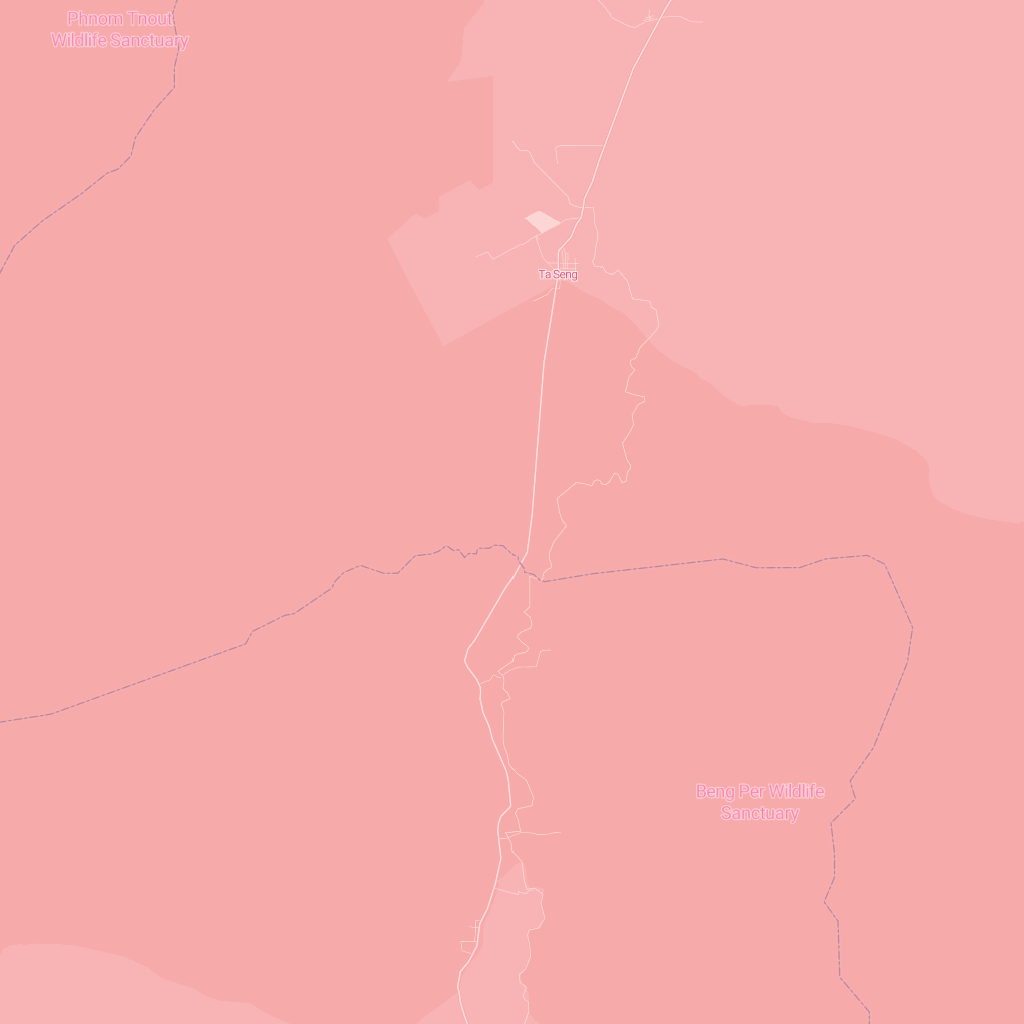 Phnom Tnout
Wildlife Sanctuary
Ta Seng
Beng Per Wildlife
Sanctuary